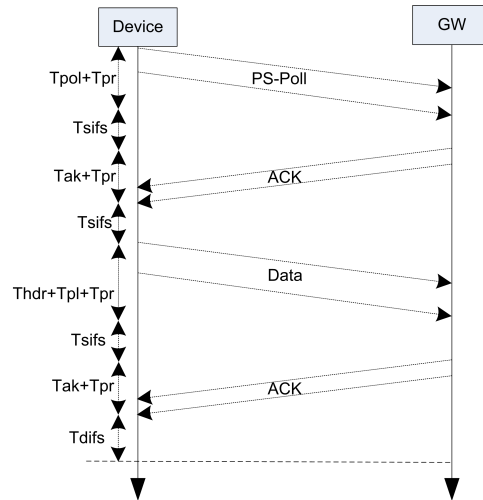 Device
GW
Tpol+Tpr
PS-Poll
Tsifs
Tak+Tpr
ACK
Tsifs
Data
Thdr+Tpl+Tpr
Tsifs
Tak+Tpr
ACK
Tdifs